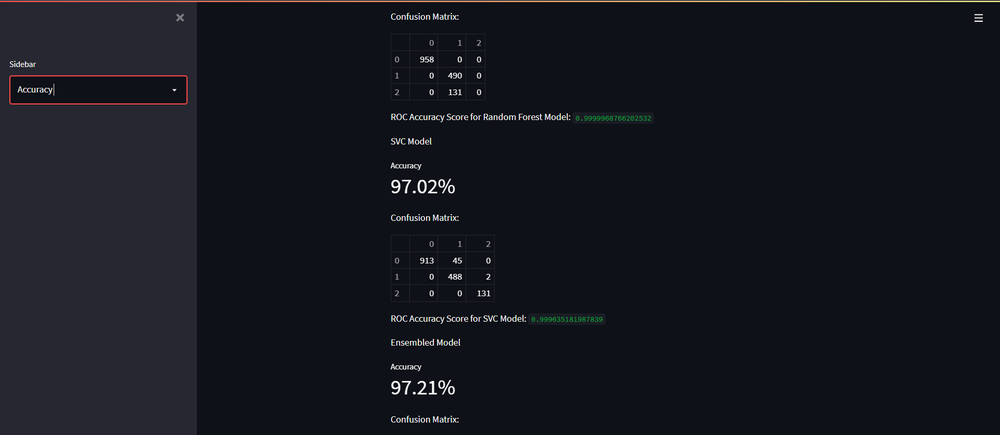 Sidebar
Accuracy
Confusion Matrix:
0 1 2
0 958 0 0
1 0 490 0
2 0 131 0
ROC Accuracy Score for Random Forest Model: 0.9999968766202532
SVC Model
Accuracy
97.02%
Confusion Matrix:
0 1 2
0 913 45 0
1 0 488 2
2 0 0 131
ROC Accuracy Score for SVC Model: 0.999635181987839
Ensembled Model
Accuracy
97.21%
Confusion Matrix: